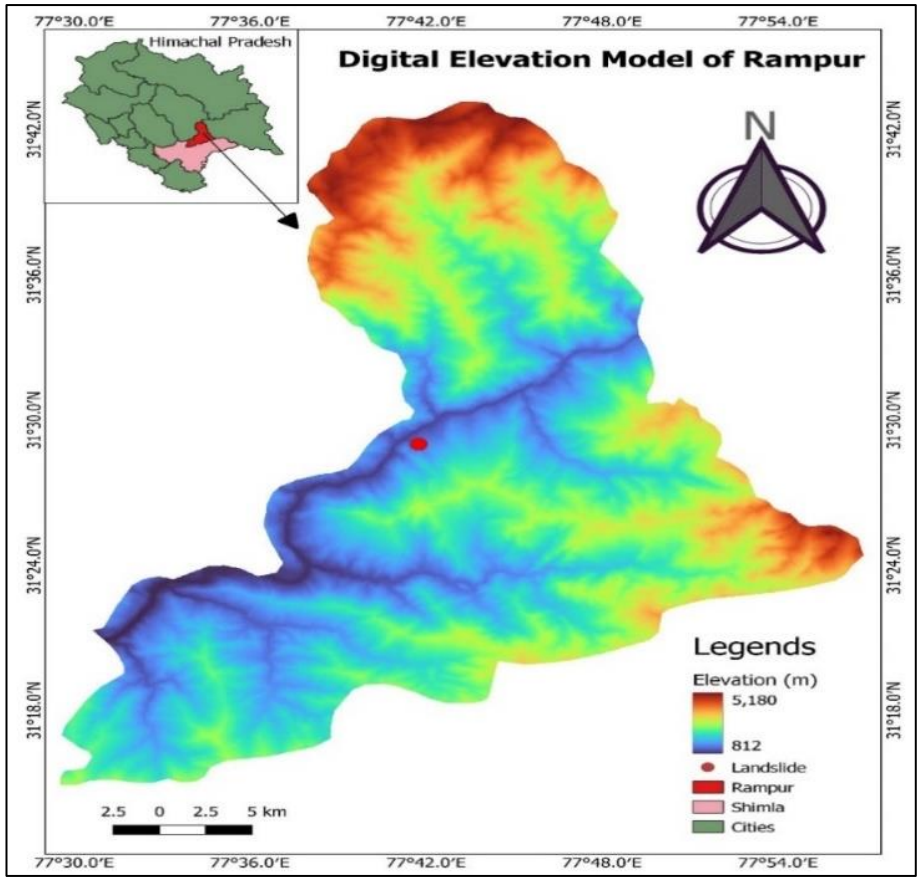 77°30.0'E 77°36.0'E 77°42.0'E 77°48.0'E 77°54.0'E
Himachal Pradesh
Digital Elevation Model of Rampur
N
31°42.0'N 31°42.0'N
31°36.0'N 31°36.0'N
31°30.0'N 31°30.0'N
31°24.0'N 31°24.0'N
31°18.0'N 31°18.0'N
Legends
Elevation (m)
5,180
812
Landslide
Rampur
Shimla
Cities
2.5 0 2.5 5 km
77°30.0'E 77°36.0'E 77°42.0'E 77°48.0'E 77°54.0'E